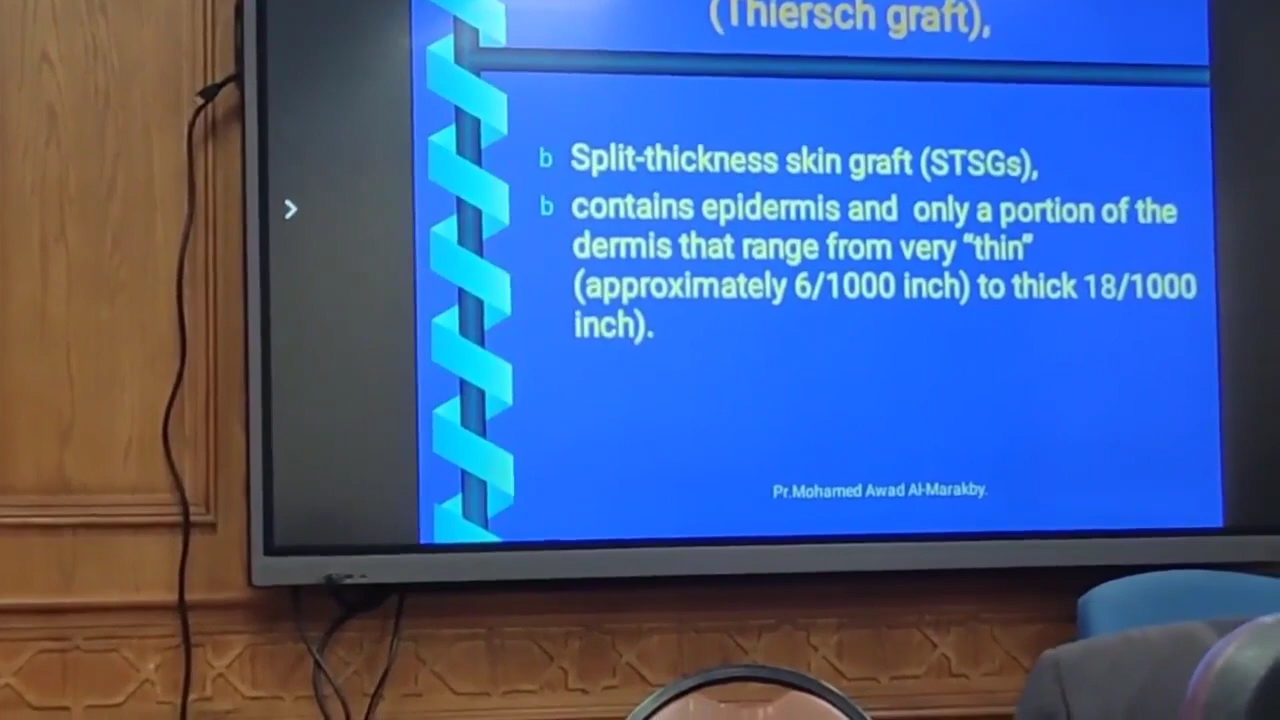 (Thiersch graft),
b Split-thickness skin graft (STSGs),
b contains epidermis and only a portion of the
dermis that range from very “thin”
(approximately 6/1000 inch) to thick 18/1000
inch).
Pr.Mohamed Awad Al-Marakby.